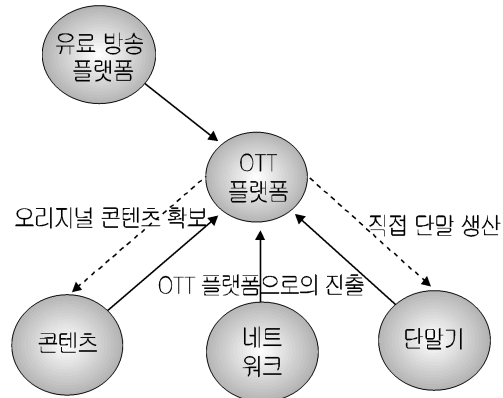 유료 방송
플랫폼
OTT
플랫폼
오리지널 콘텐츠 확보
직접 단말 생산
OTT 플랫폼으로의 진출
콘텐츠
네트
워크
단말기